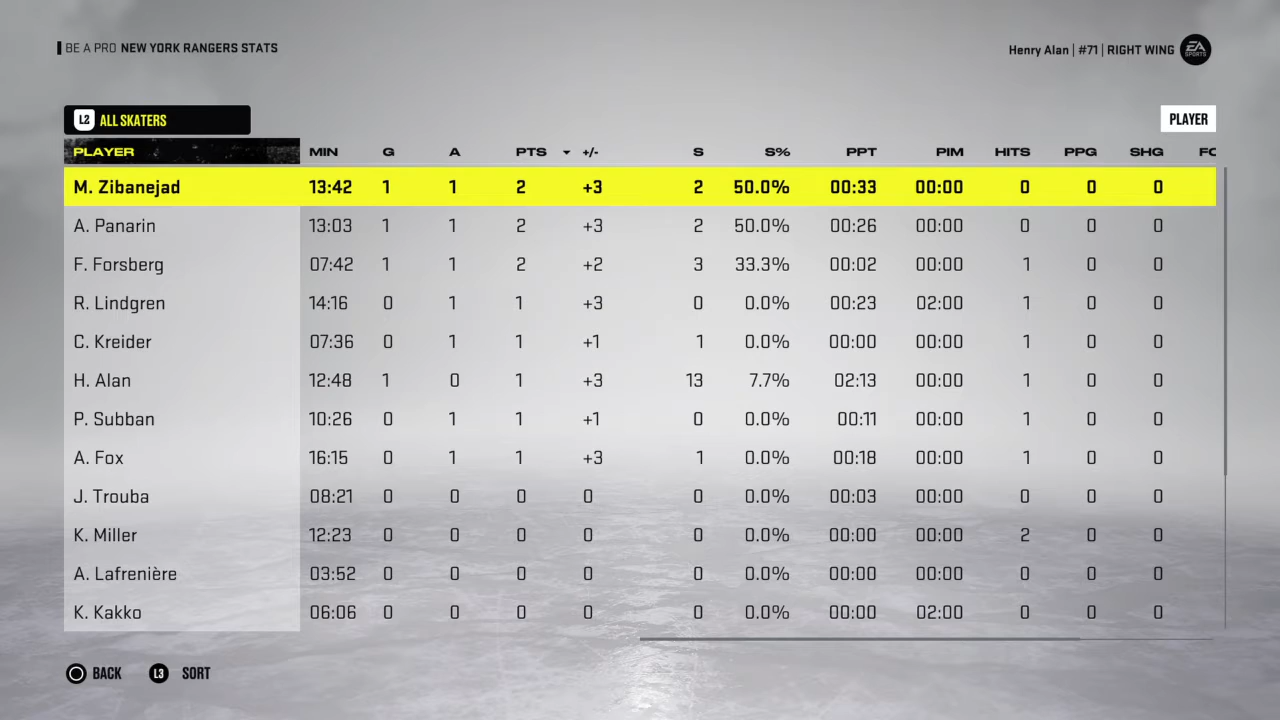 BE A PRO NEW YORK RANGERS STATS
Henry Alan | #71 | RIGHT WING EA SPORTS
L2 ALL SKATERS
PLAYER
PLAYER MIN G A PTS +/- S S% PPT PIM HITS PPG SHG FO
M. Zibanejad 13:42 1 1 2 +3 2 50.0% 00:33 00:00 0 0 0
A. Panarin 13:03 1 1 2 +3 2 50.0% 00:26 00:00 0 0 0
F. Forsberg 07:42 1 1 2 +2 3 33.3% 00:02 00:00 1 0 0
R. Lindgren 14:16 0 1 1 +3 0 0.0% 00:23 02:00 1 0 0
C. Kreider 07:36 0 1 1 +1 1 0.0% 00:00 00:00 1 0 0
H. Alan 12:48 1 0 1 +3 13 7.7% 02:13 00:00 1 0 0
P. Subban 10:26 0 1 1 +1 0 0.0% 00:11 00:00 1 0 0
A. Fox 16:15 0 1 1 +3 1 0.0% 00:18 00:00 1 0 0
J. Trouba 08:21 0 0 0 0 0 0.0% 00:03 00:00 0 0 0
K. Miller 12:23 0 0 0 0 0 0.0% 00:00 00:00 2 0 0
A. Lafrenière 03:52 0 0 0 0 0 0.0% 00:00 00:00 0 0 0
K. Kakko 06:06 0 0 0 0 0 0.0% 00:00 02:00 0 0 0
BACK L3 SORT